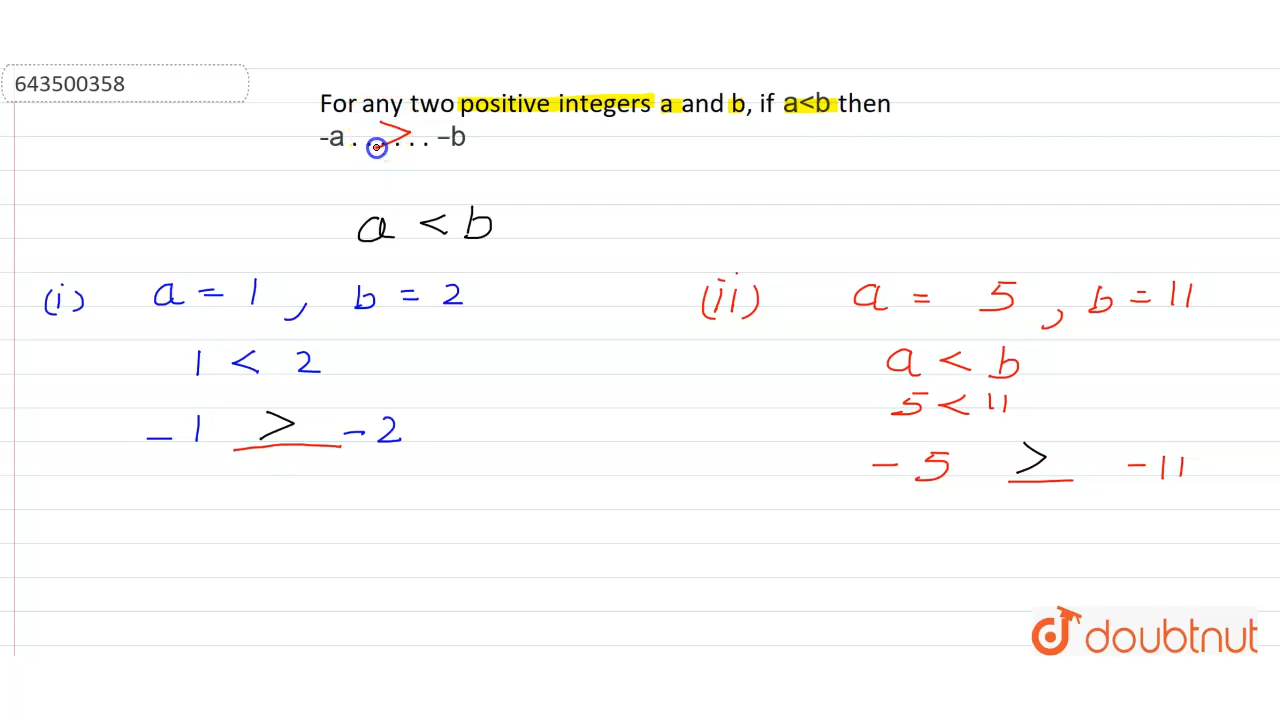 643500358
For any two positive integers a and b, if a<b then
-a . . > . . . −b
a < b
(i) a = 1 , b = 2
1 < 2
- 1 > - 2
(ii) a = 5 , b = 11
a < b
5 < 11
- 5 > - 11
doubtnut